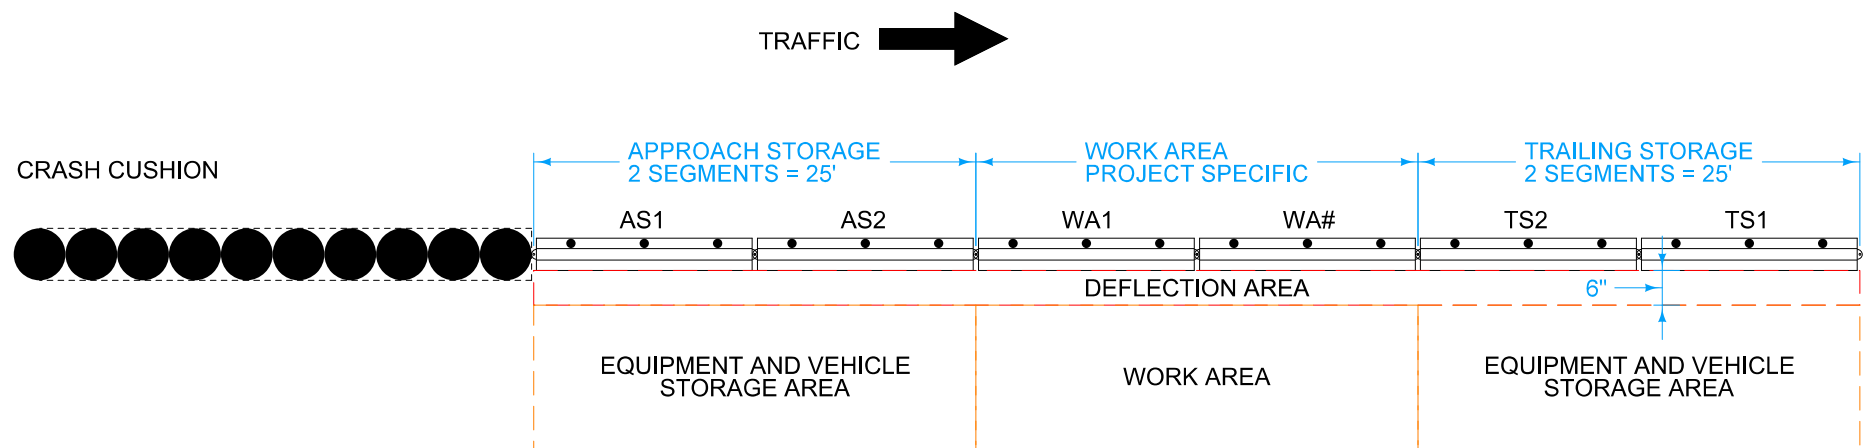 TRAFFIC
CRASH CUSHION
APPROACH STORAGE
2 SEGMENTS = 25'
WORK AREA
PROJECT SPECIFIC
TRAILING STORAGE
2 SEGMENTS = 25'
AS1
AS2
WA1
WA#
TS2
TS1
DEFLECTION AREA
6"
EQUIPMENT AND VEHICLE
STORAGE AREA
WORK AREA
EQUIPMENT AND VEHICLE
STORAGE AREA